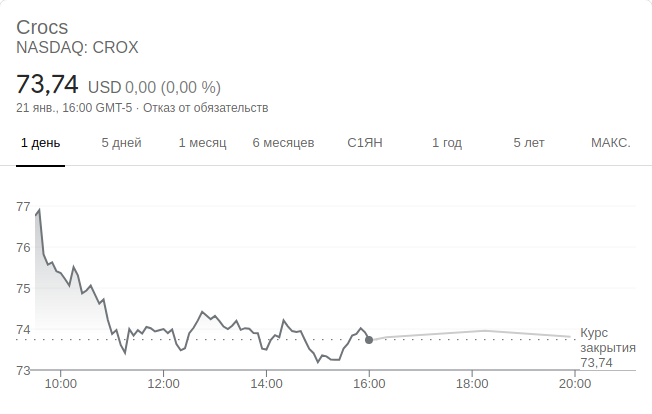 Crocs
NASDAQ: CROX
73,74 USD 0,00 (0,00 %)
21 янв., 16:00 GMT-5 · Отказ от обязательств
1 день 5 дней 1 месяц 6 месяцев С1ЯН 1 год 5 лет МАКС.
77
76
75
74
Курс
закрытия
73,74
73
10:00 12:00 14:00 16:00 18:00 20:00